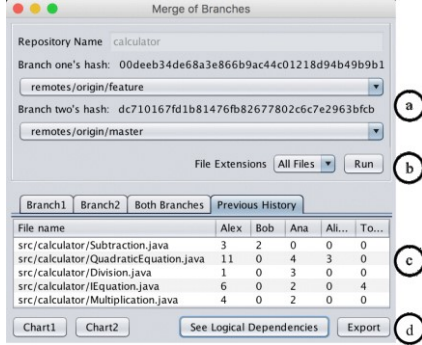 Merge of Branches
Repository Name calculator
Branch one's hash: 00deeb34de68a3e866b9ac44c01218d94b49b9b1
remotes/origin/feature
Branch two's hash: dc710167fd1b81476fb82677802c6c7e2963bfcb
remotes/origin/master
a
File Extensions All Files Run
b
Branch1 Branch2 Both Branches Previous History
File name Alex Bob Ana Ali... To...
src/calculator/Subtraction.java 3 2 0 0 0
src/calculator/QuadraticEquation.java 11 0 4 3 0
src/calculator/Division.java 1 0 3 0 0
src/calculator/IEquation.java 6 0 2 0 4
src/calculator/Multiplication.java 4 0 2 0 0
c
Chart1 Chart2 See Logical Dependencies Export
d